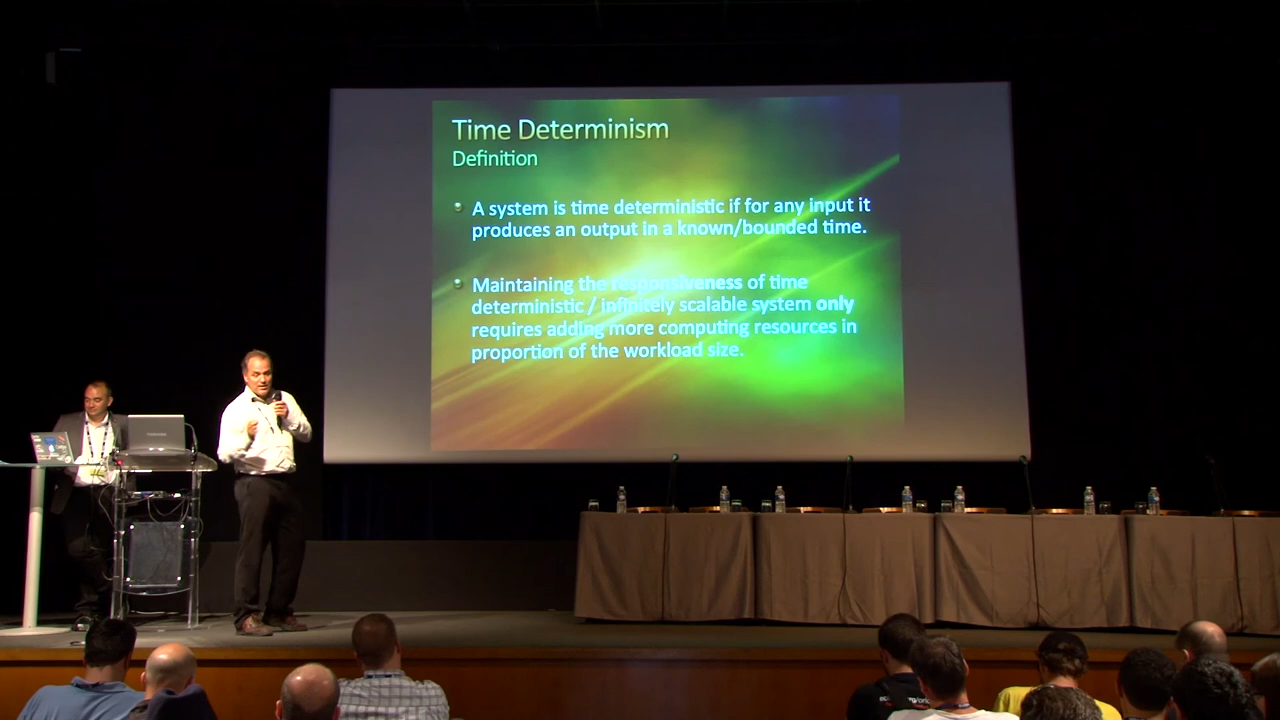 Time Determinism
Definition
A system is time deterministic if for any input it
produces an output in a known/bounded time.
Maintaining the responsiveness of time
deterministic / infinitely scalable system only
requires adding more computing resources in
proportion of the workload size.
TOSHIBA